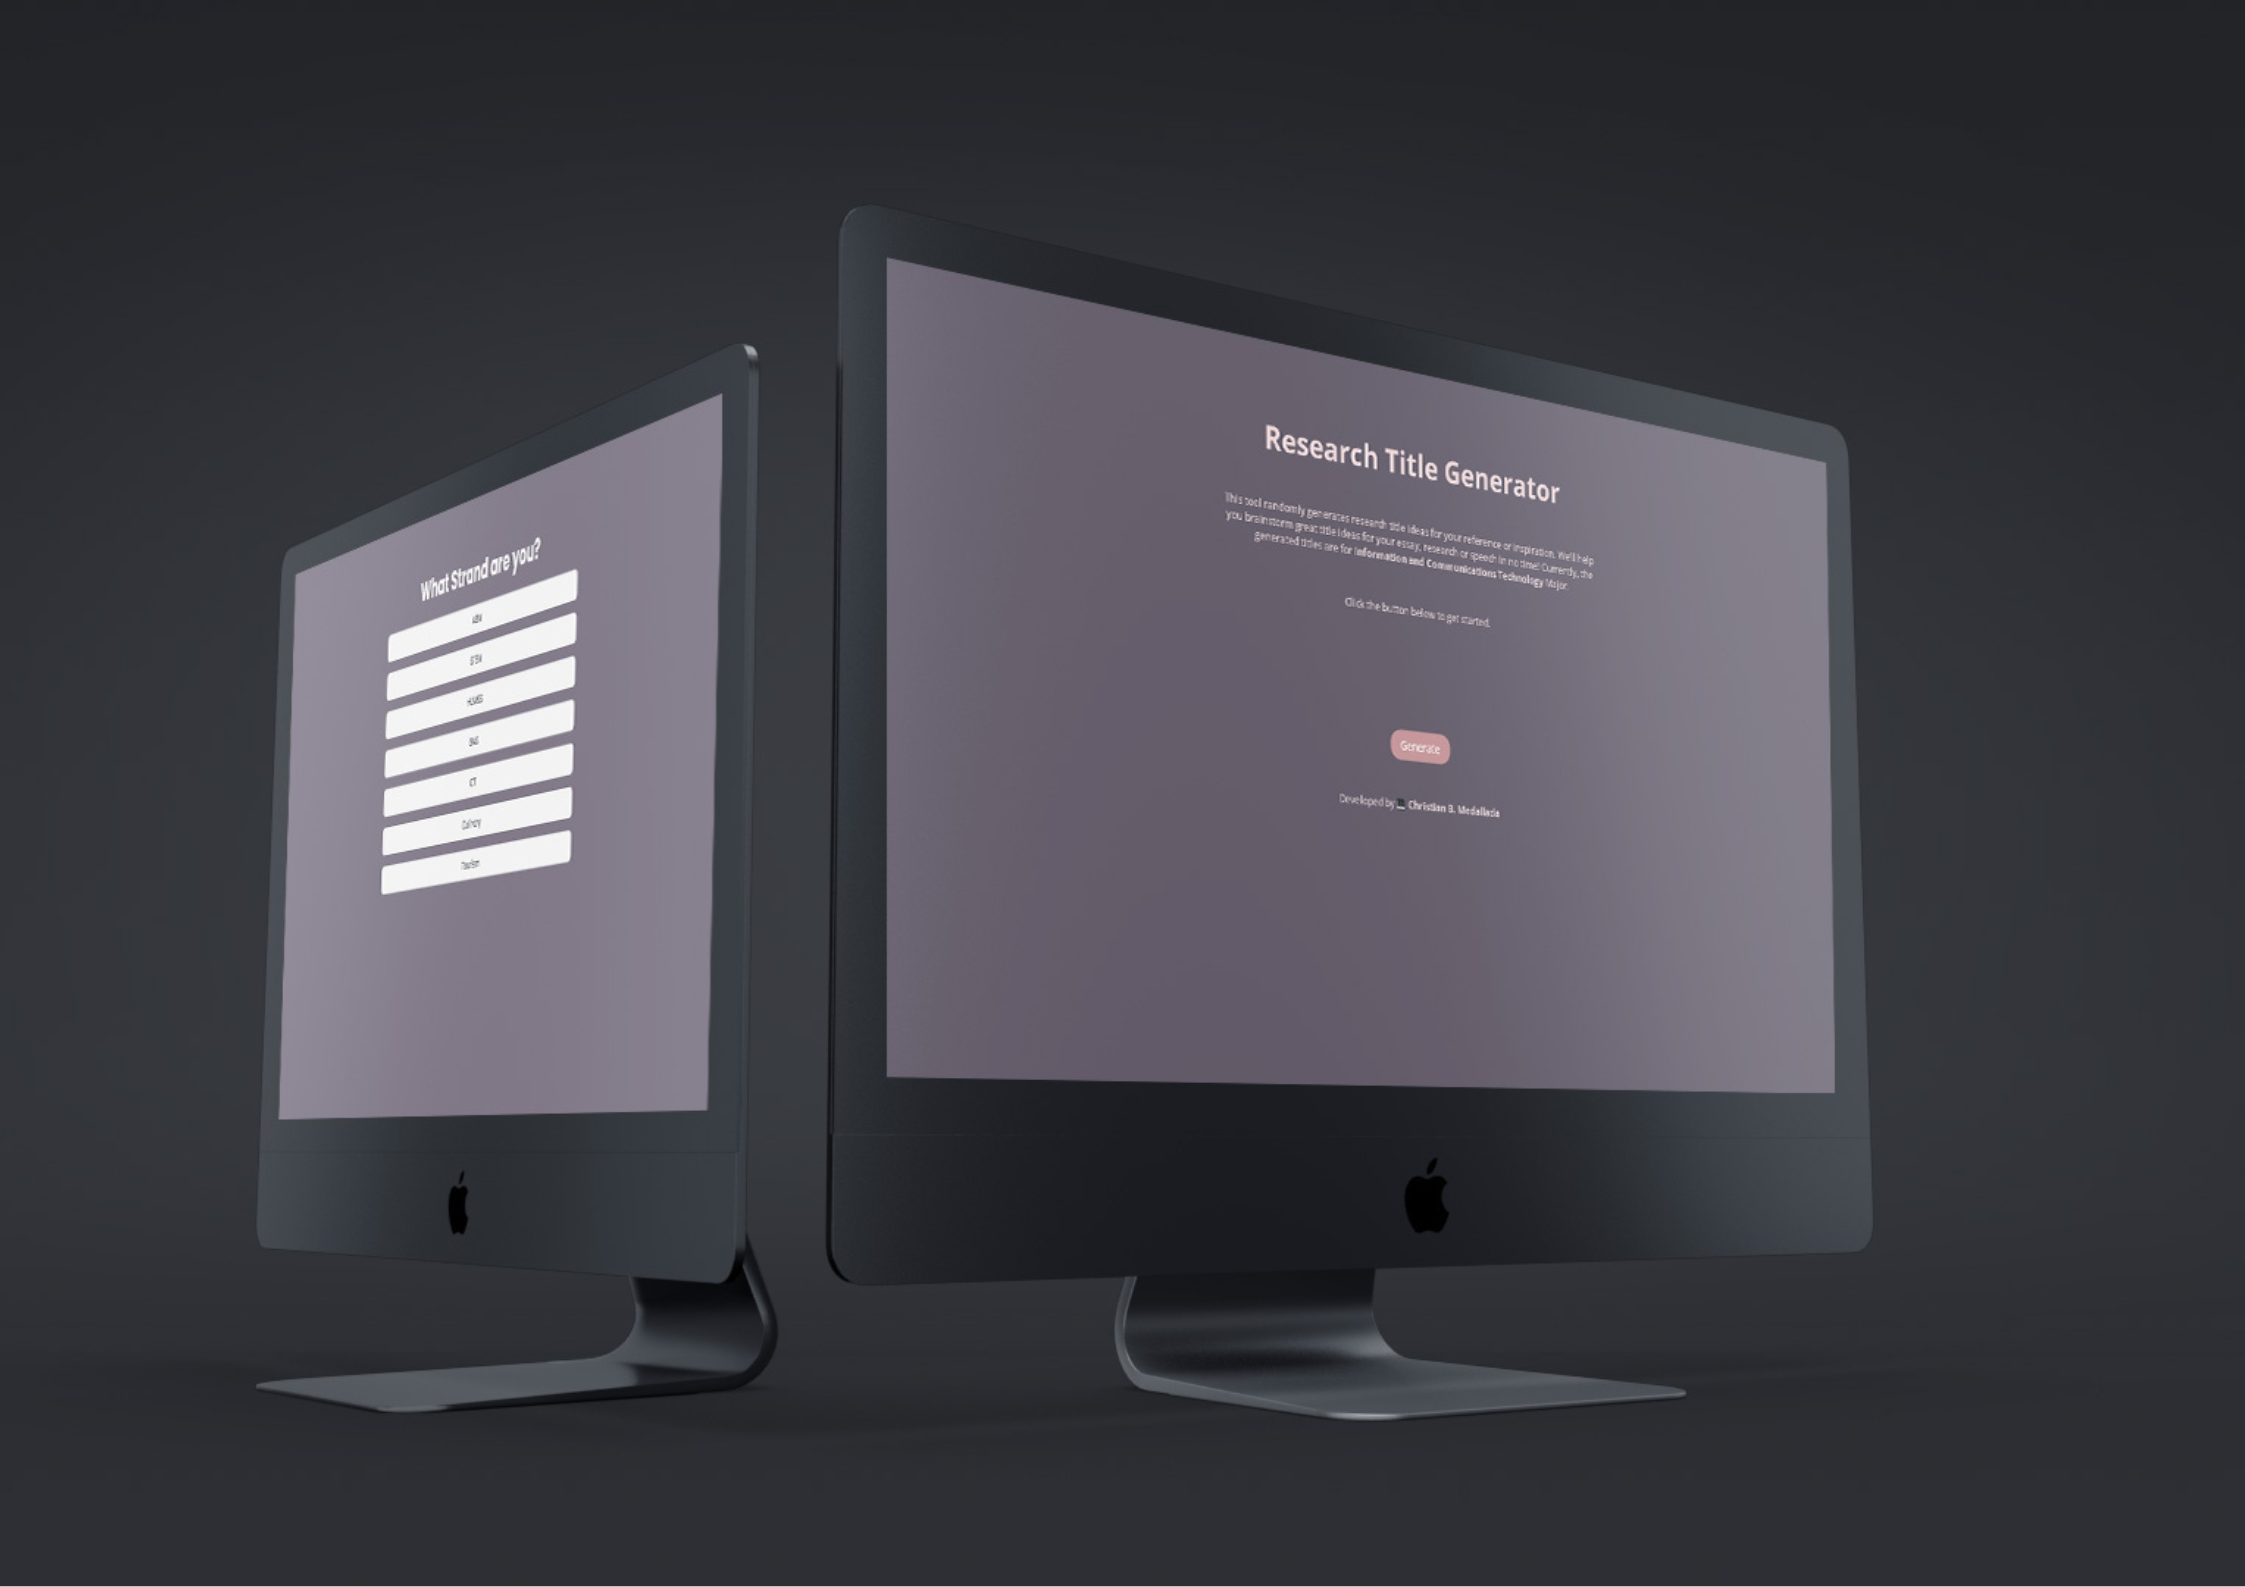 What Strand are you?
ABM
STEM
HUMSS
GAS
ICT
Culinary
Tourism
Research Title Generator
This tool randomly generates research title ideas for your reference or inspiration. We'll help
you brainstorm great title ideas for your essay, research or speech in no time! Currently, the
generated titles are for Information and Communications Technology Major.
Click the button below to get started.
Generate
Developed by Christian B. Medallada